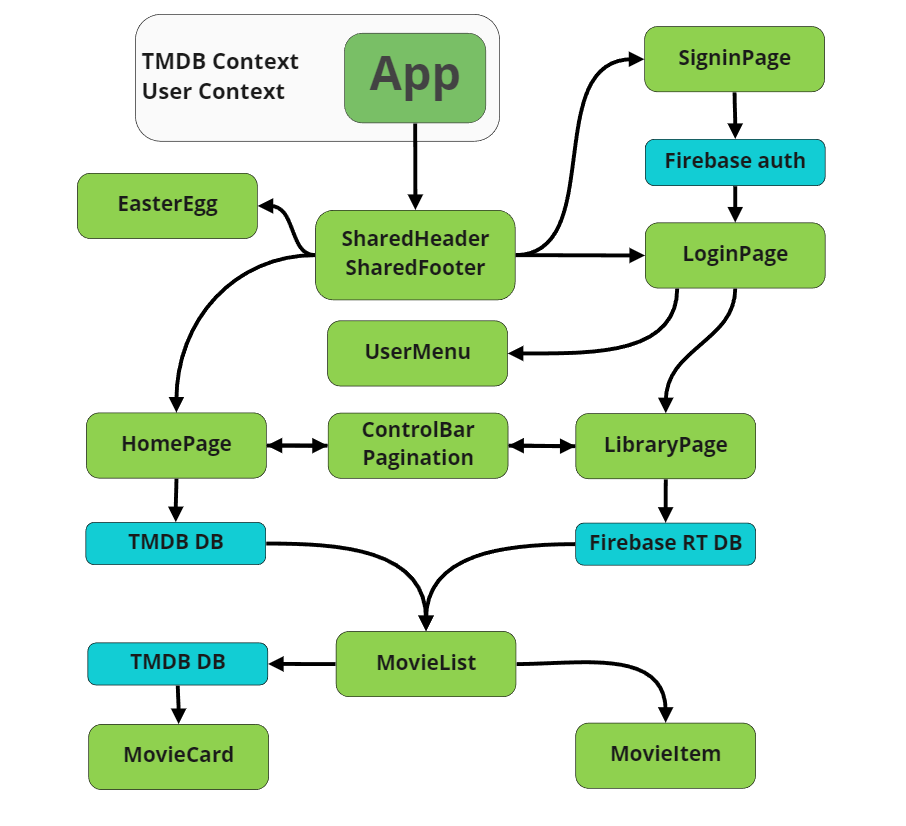 TMDB Context
User Context
App
SigninPage
Firebase auth
EasterEgg
SharedHeader
SharedFooter
LoginPage
UserMenu
HomePage
ControlBar
Pagination
LibraryPage
TMDB DB
Firebase RT DB
TMDB DB
MovieList
MovieCard
MovieItem